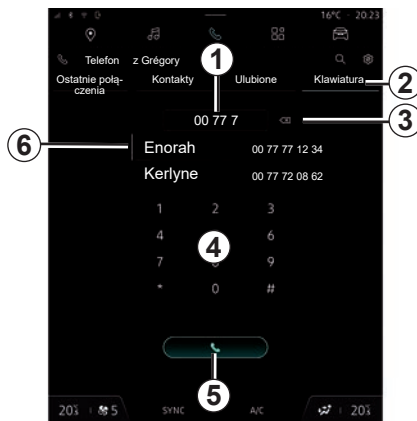 16°C · 20:23
Telefon z Grégory
1
Ostatnie połą-
czenia
Kontakty
Ulubione
Klawiatura
2
00 77 7
3
6
Enorah 00 77 77 12 34
Kerlyne 00 77 72 08 62
1 2 3
4 6
4
7 9
* 0 #
5
20 5 SYNC A/C 20